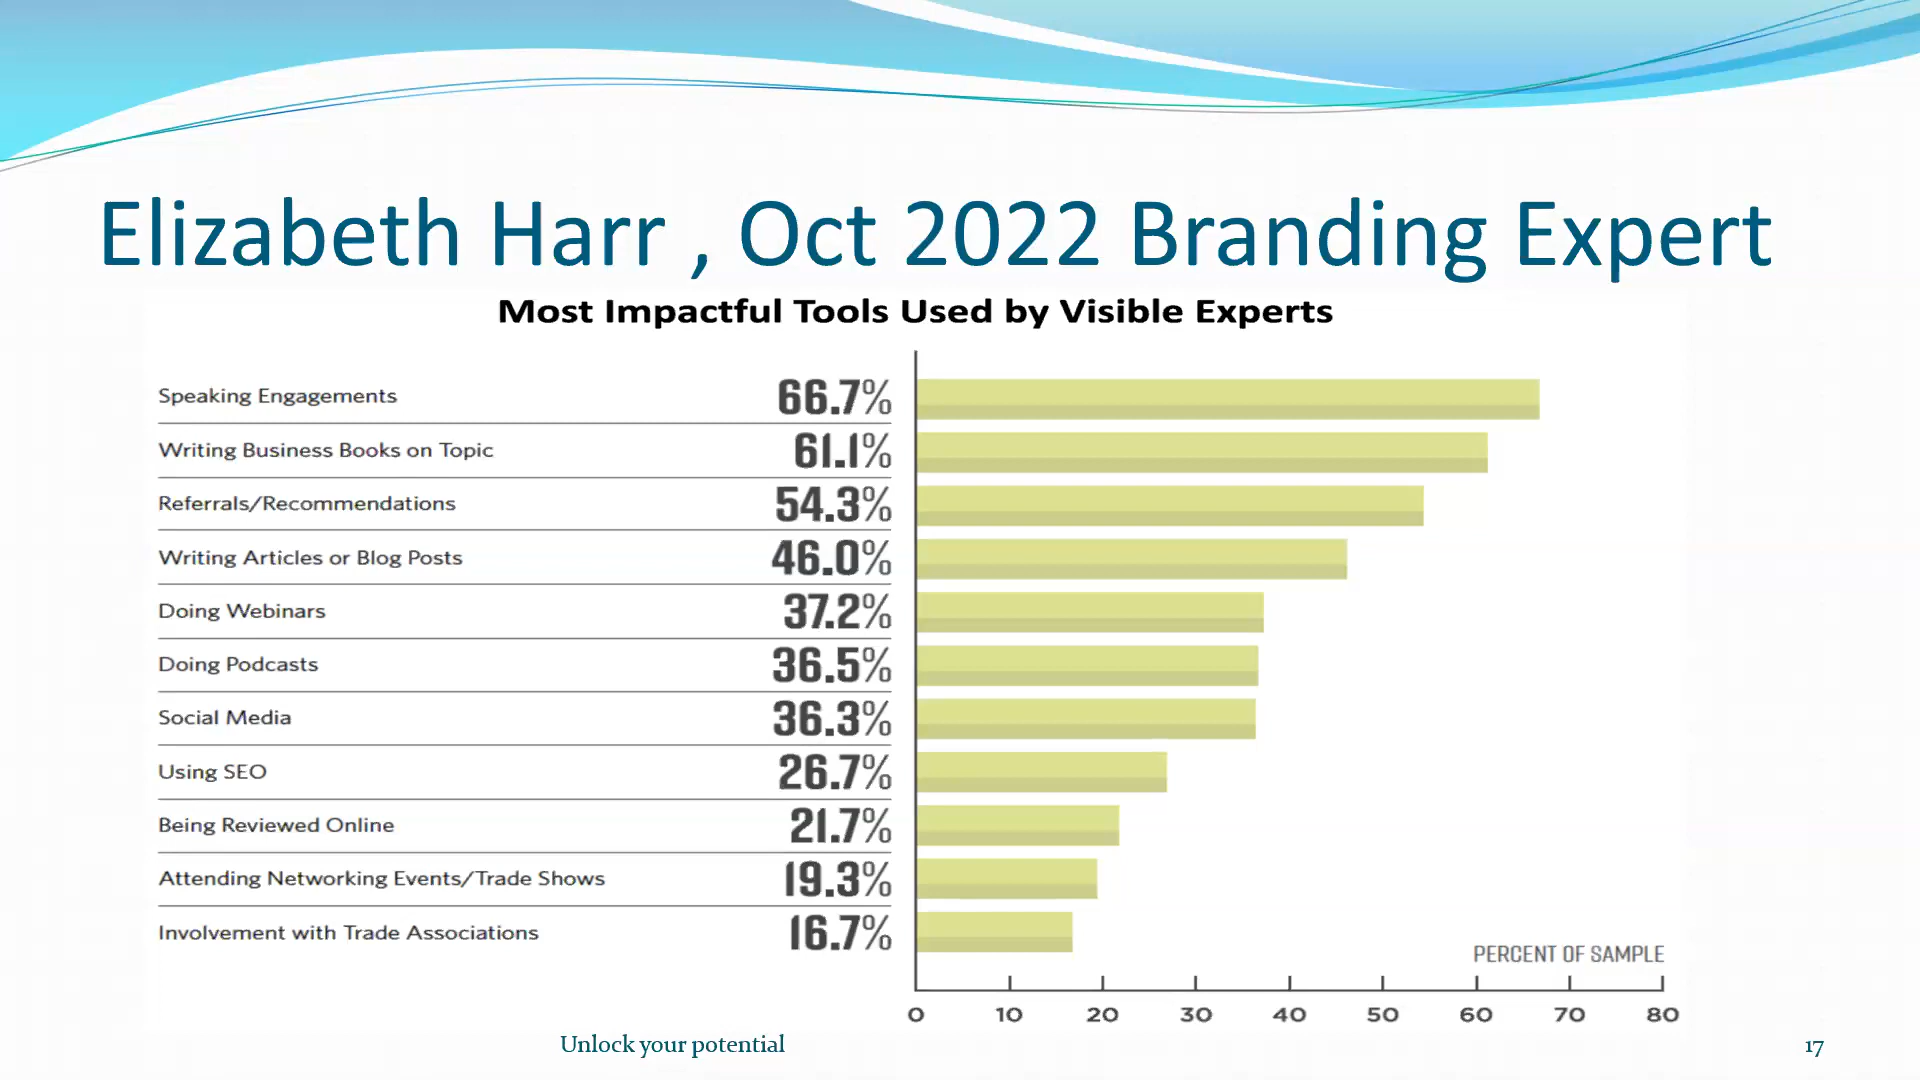 Elizabeth Harr , Oct 2022 Branding Expert
Most Impactful Tools Used by Visible Experts
Speaking Engagements 66.7%
Writing Business Books on Topic 61.1%
Referrals/Recommendations 54.3%
Writing Articles or Blog Posts 46.0%
Doing Webinars 37.2%
Doing Podcasts 36.5%
Social Media 36.3%
Using SEO 26.7%
Being Reviewed Online 21.7%
Attending Networking Events/Trade Shows 19.3%
Involvement with Trade Associations 16.7%
PERCENT OF SAMPLE
0 10 20 30 40 50 60 70 80
Unlock your potential
17